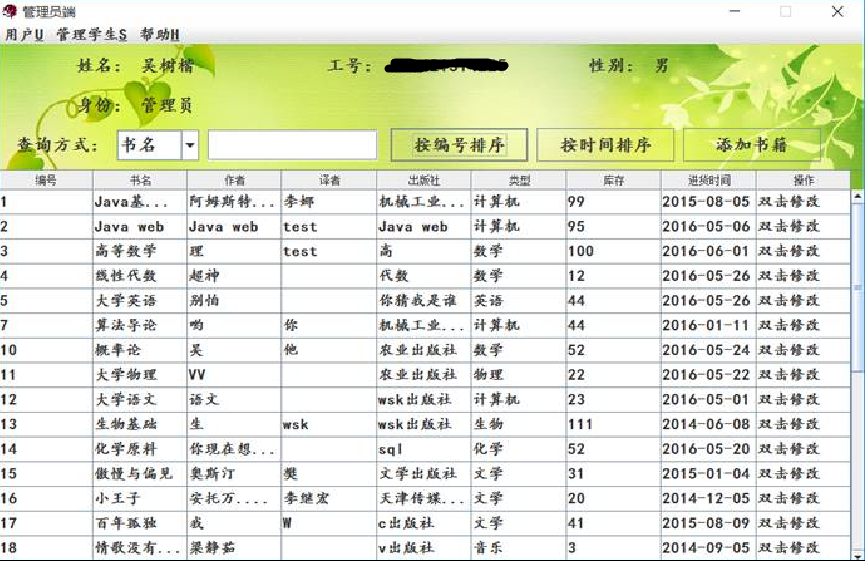 管理员端
用户U 管理学生S 帮助H
姓名： 吴树楷 工号： 性别： 男
身份： 管理员
查询方式： 书名 按编号排序 按时间排序 添加书籍
编号 书名 作者 译者 出版社 类型 库存 进货时间 操作
1 Java基... 阿姆斯特... 李娜 机械工业... 计算机 99 2015-08-05 双击修改
2 Java web Java web test Java web 计算机 95 2016-05-06 双击修改
3 高等数学 理 test 高 数学 100 2016-06-01 双击修改
4 线性代数 超神 代数 数学 12 2016-05-26 双击修改
5 大学英语 别怕 你猜我是谁 英语 44 2016-05-26 双击修改
7 算法导论 哟 你 机械工业... 计算机 44 2016-01-11 双击修改
10 概率论 吴 他 农业出版社 数学 52 2016-05-24 双击修改
11 大学物理 VV 农业出版社 物理 22 2016-05-22 双击修改
12 大学语文 语文 wsk出版社 计算机 23 2016-05-01 双击修改
13 生物基础 生 wsk wsk出版社 生物 111 2014-06-08 双击修改
14 化学原料 你现在想... sql 化学 52 2016-05-20 双击修改
15 傲慢与偏见 奥斯汀 樊 文学出版社 文学 31 2015-01-04 双击修改
16 小王子 安托万.... 李继宏 天津传媒... 文学 20 2014-12-05 双击修改
17 百年孤独 我 W c出版社 文学 41 2015-08-09 双击修改
18 情歌没有... 梁静茹 v出版社 音乐 3 2014-09-05 双击修改